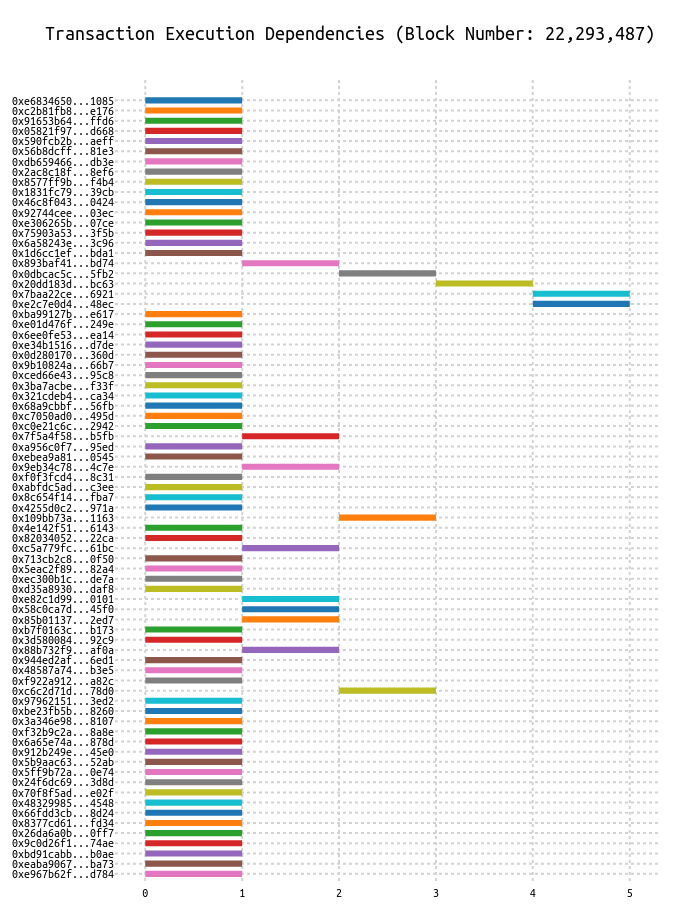 Transaction Execution Dependencies (Block Number: 22,293,487)
0xe6834650...1085
0xc2b81fb8...e176
0x91653b64...ffd6
0x05821f97...d668
0x590fcb2b...aeff
0x56b8dcff...81e3
0xdb659466...db3e
0x2ac8c18f...8ef6
0x8577ff9b...f4b4
0x1831fc79...39cb
0x46c8f043...0424
0x92744cee...03ec
0xe306265b...07ce
0x75903a53...3f5b
0x6a58243e...3c96
0x1d6cc1ef...bda1
0x893baf41...bd74
0x0dbcac5c...5fb2
0x20dd183d...bc63
0x7baa22ce...6921
0xe2c7e0d4...48ec
0xba99127b...e617
0xe01d476f...249e
0x6ee0fe53...ea14
0xe34b1516...d7de
0x0d280170...360d
0x9b10824a...66b7
0xced66e43...95c8
0x3ba7acbe...f33f
0x321cdeb4...ca34
0x68a9cbbf...56fb
0xc7050ad0...495d
0xc0e21c6c...2942
0x7f5a4f58...b5fb
0xa956c0f7...95ed
0xebea9a81...0545
0x9eb34c78...4c7e
0xf0f3fcd4...8c31
0xabfdc5ad...c3ee
0x8c654f14...fba7
0x4255d0c2...971a
0x109bb73a...1163
0x4e142f51...6143
0x82034052...22ca
0xc5a779fc...61bc
0x713cb2c8...0f50
0x5eac2f89...82a4
0xec300b1c...de7a
0xd35a8930...daf8
0xe82c1d99...0101
0x58c0ca7d...45f0
0x85b01137...2ed7
0xb7f0163c...b173
0x3d580084...92c9
0x88b732f9...af0a
0x944ed2af...6ed1
0x48587a74...b3e5
0xf922a912...a82c
0xc6c2d71d...78d0
0x97962151...3ed2
0xbe23fb5b...8260
0x3a346e98...8107
0xf32b9c2a...8a8e
0x6a65e74a...878d
0x912b249e...45e0
0x5b9aac63...52ab
0x5ff9b72a...0e74
0x24f6dc69...3d8d
0x70f8f5ad...e02f
0x48329985...4548
0x66fdd3cb...8d24
0x8377cd61...fd34
0x26da6a0b...0ff7
0x9c0d26f1...74ae
0xbd91cabb...b0ae
0xeaba9067...ba73
0xe967b62f...d784
0 1 2 3 4 5